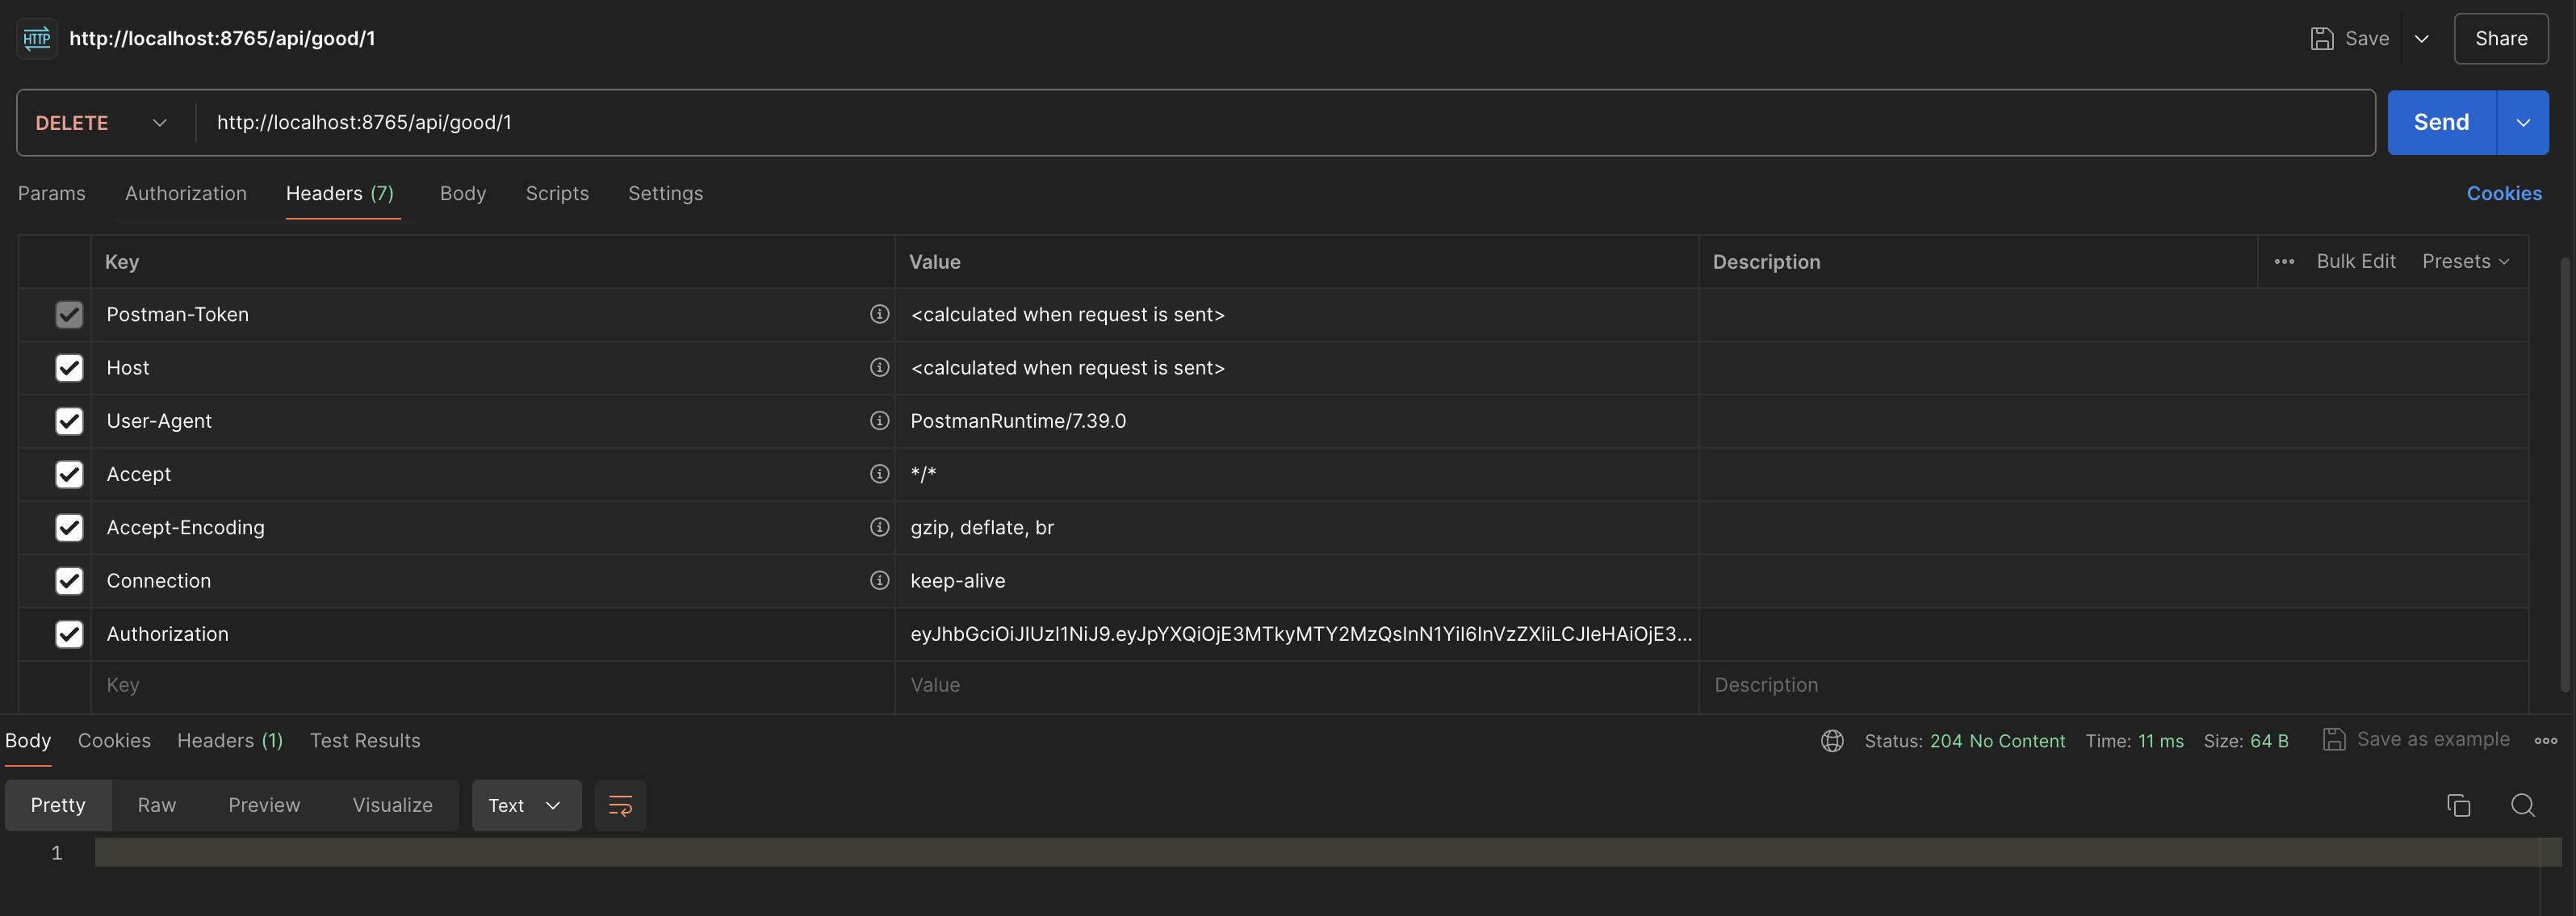 HTTP http://localhost:8765/api/good/1 Save Share
DELETE http://localhost:8765/api/good/1 Send
Params Authorization Headers (7) Body Scripts Settings Cookies
Key Value Description Bulk Edit Presets
Postman-Token <calculated when request is sent>
Host <calculated when request is sent>
User-Agent PostmanRuntime/7.39.0
Accept */*
Accept-Encoding gzip, deflate, br
Connection keep-alive
Authorization eyJhbGciOiJIUzI1NiJ9.eyJpYXQiOjE3MTkyMTY2MzQsInN1YiI6InVzZXIiLCJleHAiOjE3...
Key Value Description
Body Cookies Headers (1) Test Results Status: 204 No Content Time: 11 ms Size: 64 B Save as example
Pretty Raw Preview Visualize Text
1